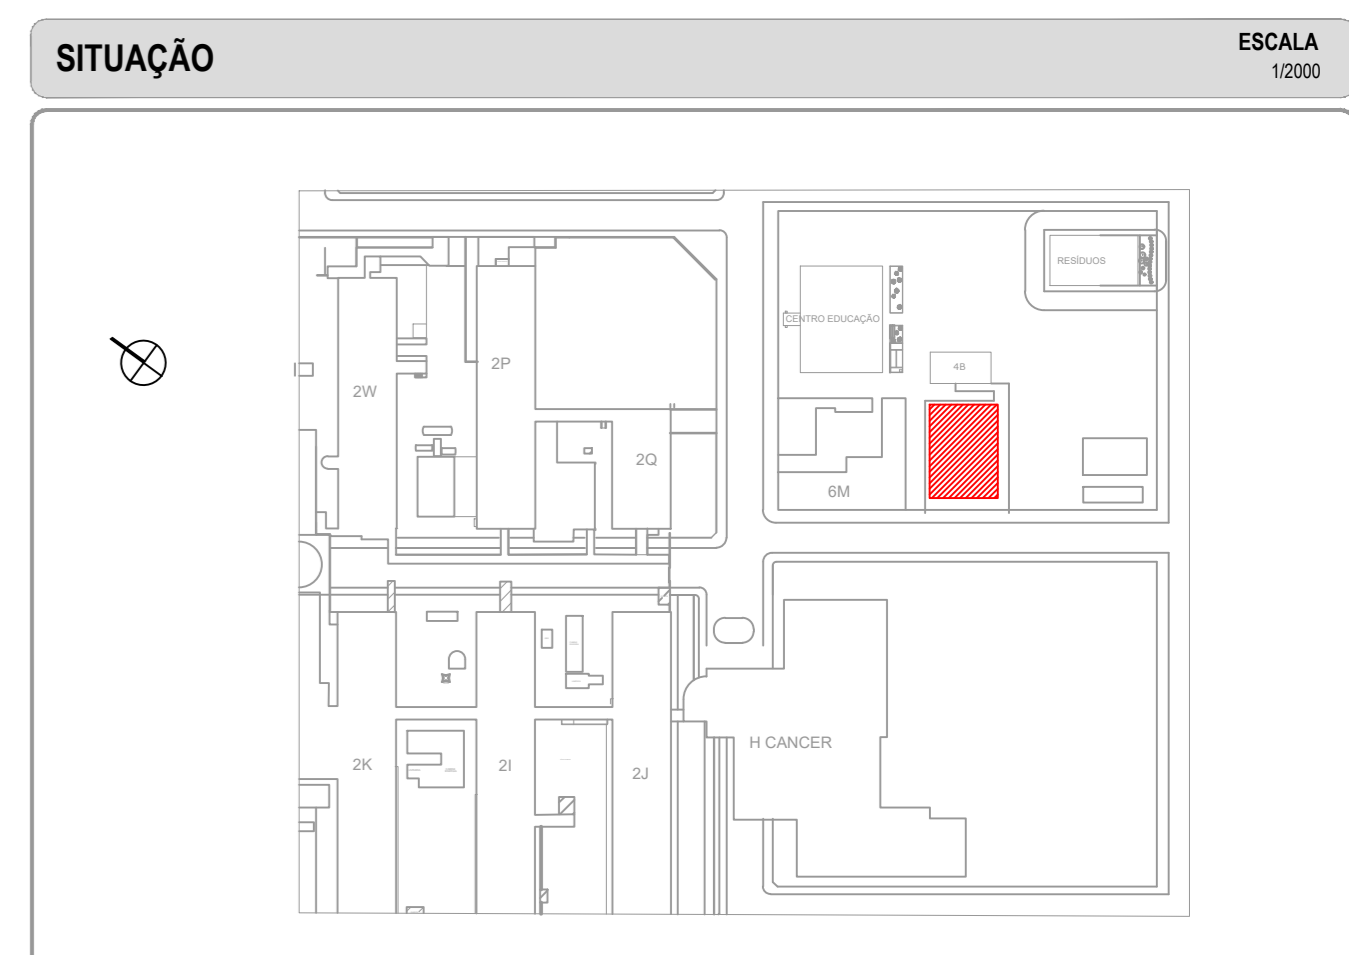 SITUAÇÃO
ESCALA
1/2000
RESÍDUOS
CENTRO EDUCAÇÃO
2P
4B
2W
2Q
6M
H CANCER
2K
2I
2J